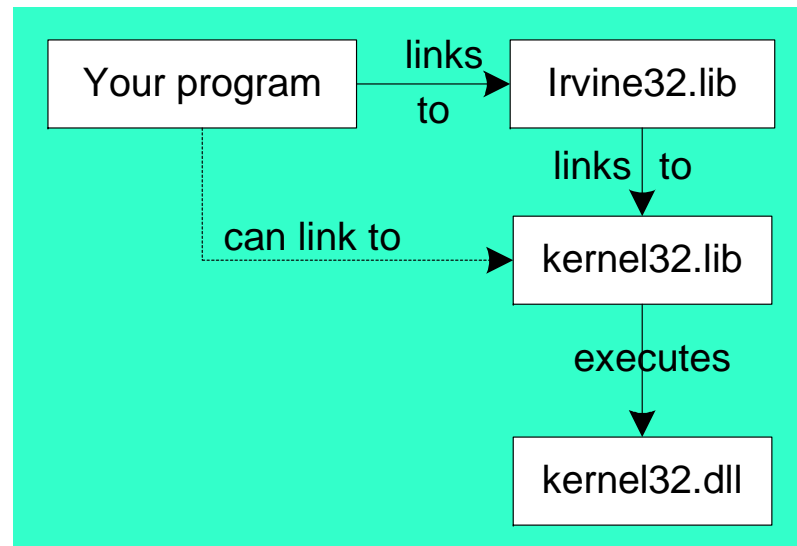 Your program
links
to
Irvine32.lib
links to
can link to
kernel32.lib
executes
kernel32.dll